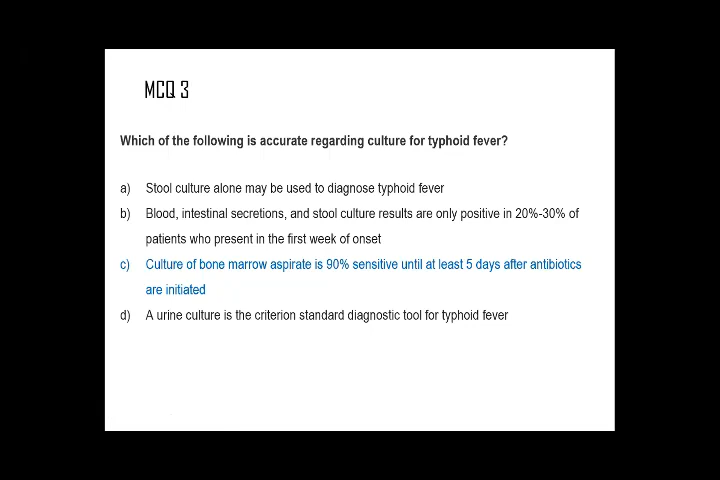 MCQ 3
Which of the following is accurate regarding culture for typhoid fever?
a) Stool culture alone may be used to diagnose typhoid fever
b) Blood, intestinal secretions, and stool culture results are only positive in 20%-30% of
patients who present in the first week of onset
c) Culture of bone marrow aspirate is 90% sensitive until at least 5 days after antibiotics
are initiated
d) A urine culture is the criterion standard diagnostic tool for typhoid fever